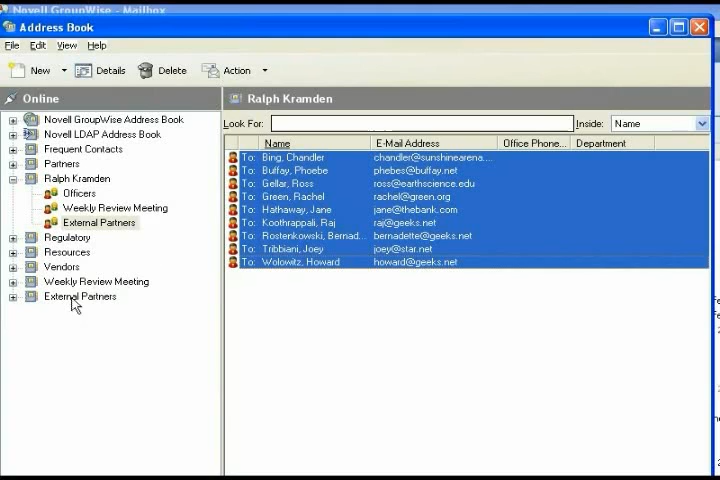 Novell GroupWise - Mailbox
Address Book
File Edit View Help
New Details Delete Action
Online
Ralph Kramden
Novell GroupWise Address Book
Novell LDAP Address Book
Frequent Contacts
Partners
Ralph Kramden
Officers
Weekly Review Meeting
External Partners
Regulatory
Resources
Vendors
Weekly Review Meeting
External Partners
Look For: Inside: Name
Name E-Mail Address Office Phone... Department
To: Bing, Chandler chandler@sunshinearena....
To: Buffay, Phoebe phebes@buffay.net
To: Gellar, Ross ross@earthscience.edu
To: Green, Rachel rachel@green.org
To: Hathaway, Jane jane@thebank.com
To: Koothrappali, Raj raj@geeks.net
To: Rostenkowski, Bernad... bernadette@geeks.net
To: Tribbiani, Joey joey@star.net
To: Wolowitz, Howard howard@geeks.net